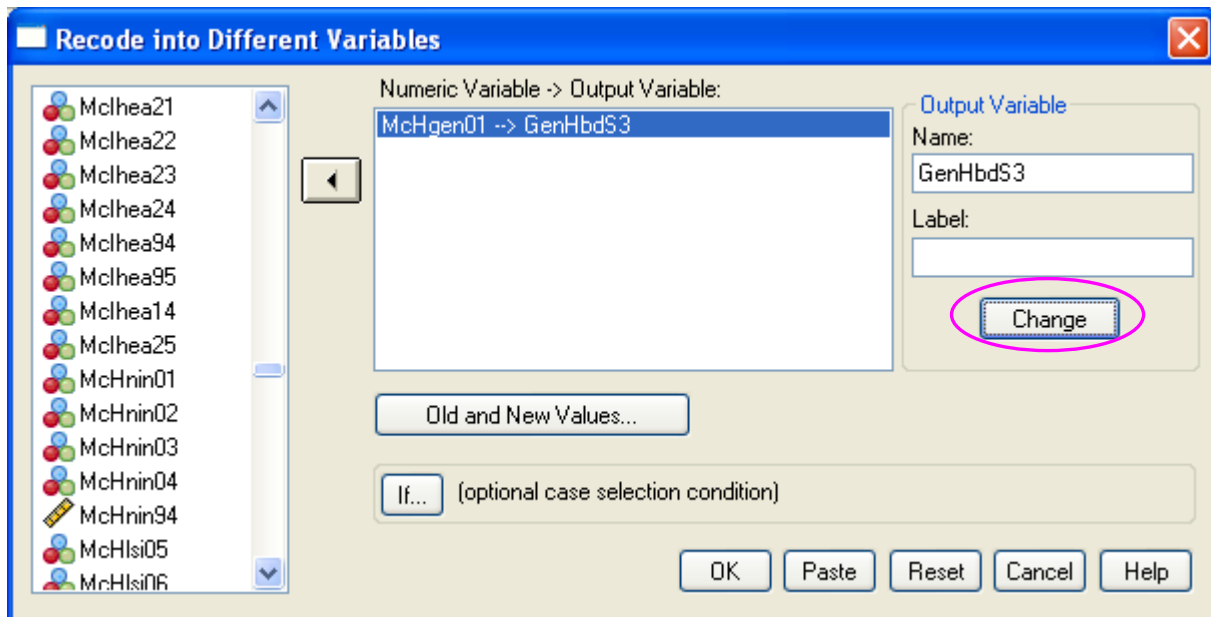 Recode into Different Variables
McIhea21
McIhea22
McIhea23
McIhea24
McIhea94
McIhea95
McIhea14
McIhea25
McHnin01
McHnin02
McHnin03
McHnin04
McHnin94
McHlsi05
McHlsi06
Numeric Variable -> Output Variable:
McHgen01 --> GenHbdS3
Output Variable
Name:
GenHbdS3
Label:
Change
Old and New Values...
If... (optional case selection condition)
OK Paste Reset Cancel Help